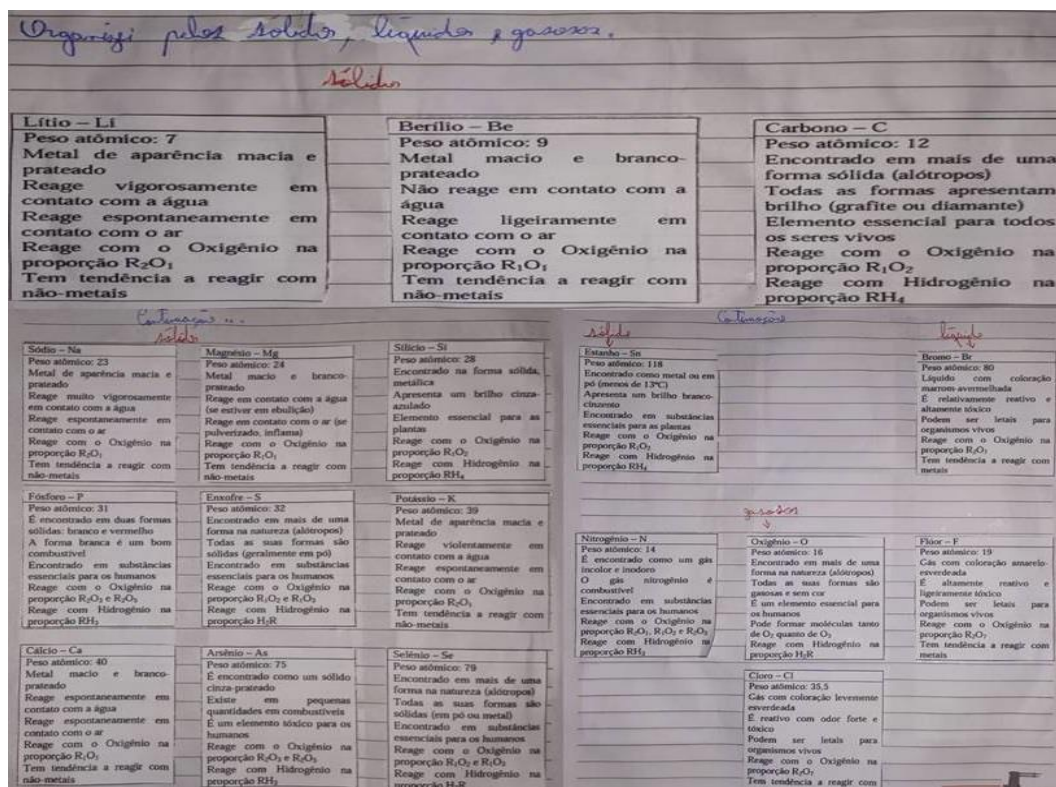 Organizei pelos sólidos, líquidos e gasosos.
sólidos
Lítio – Li
Peso atômico: 7
Metal de aparência macia e
prateado
Reage vigorosamente em
contato com a água
Reage espontaneamente em
contato com o ar
Reage com o Oxigênio na
proporção R₂O₁
Tem tendência a reagir com
não-metais
Berílio – Be
Peso atômico: 9
Metal macio e branco-
prateado
Não reage em contato com a
água
Reage ligeiramente em
contato com o ar
Reage com o Oxigênio na
proporção R₁O₁
Tem tendência a reagir com
não-metais
Carbono – C
Peso atômico: 12
Encontrado em mais de uma
forma sólida (alótropos)
Todas as formas apresentam
brilho (grafite ou diamante)
Elemento essencial para todos
os seres vivos
Reage com o Oxigênio na
proporção R₁O₂
Reage com Hidrogênio na
proporção RH₄
Continuação ...
sólidos
Sódio – Na
Peso atômico: 23
Metal de aparência macia e
prateado
Reage muito vigorosamente
em contato com a água
Reage espontaneamente em
contato com o ar
Reage com o Oxigênio na
proporção R₂O₁
Tem tendência a reagir com
não-metais
Magnésio – Mg
Peso atômico: 24
Metal macio e branco-
prateado
Reage em contato com a água
(se estiver em ebulição)
Reage em contato com o ar (se
pulverizado, inflama)
Reage com o Oxigênio na
proporção R₁O₁
Tem tendência a reagir com
não-metais
Silício – Si
Peso atômico: 28
Encontrado na forma sólida,
metálica
Apresenta um brilho cinza-
azulado
Elemento essencial para as
plantas
Reage com o Oxigênio na
proporção R₁O₂
Reage com Hidrogênio na
proporção RH₄
Fósforo – P
Peso atômico: 31
É encontrado em duas formas
sólidas: branco e vermelho
A forma branca é um bom
combustível
Encontrado em substâncias
essenciais para os humanos
Reage com o Oxigênio na
proporção R₂O₃ e R₂O₅
Reage com Hidrogênio na
proporção RH₃
Enxofre – S
Peso atômico: 32
Encontrado em mais de uma
forma na natureza (alótropos)
Todas as suas formas são
sólidas (geralmente em pó)
Encontrado em substâncias
essenciais para os humanos
Reage com o Oxigênio na
proporção R₁O₂ e R₁O₃
Reage com Hidrogênio na
proporção H₂R
Potássio – K
Peso atômico: 39
Metal de aparência macia e
prateado
Reage violentamente em
contato com a água
Reage espontaneamente em
contato com o ar
Reage com o Oxigênio na
proporção R₂O₁
Tem tendência a reagir com
não-metais
Cálcio – Ca
Peso atômico: 40
Metal macio e branco-
prateado
Reage espontaneamente em
contato com a água
Reage espontaneamente em
contato com o ar
Reage com o Oxigênio na
proporção R₁O₁
Tem tendência a reagir com
não-metais
Arsênio – As
Peso atômico: 75
É encontrado como um sólido
cinza-prateado
Existe em pequenas
quantidades em combustíveis
É um elemento tóxico para os
humanos
Reage com o Oxigênio na
proporção R₂O₃ e R₂O₅
Reage com Hidrogênio na
proporção RH₃
Selênio – Se
Peso atômico: 79
Encontrado em mais de uma
forma na natureza (alótropos)
Todas as suas formas são
sólidas (em pó ou metal)
Encontrado em substâncias
essenciais para os humanos
Reage com o Oxigênio na
proporção R₁O₂ e R₁O₃
Reage com Hidrogênio na
proporção H₂R
Continuação
sólido
Estanho – Sn
Peso atômico: 118
Encontrado como metal ou em
pó (menos de 13ºC)
Apresenta um brilho branco-
cinzento
Encontrado em substâncias
essenciais para as plantas
Reage com o Oxigênio na
proporção R₁O₂
Reage com Hidrogênio na
proporção RH₄
líquido
Bromo – Br
Peso atômico: 80
Líquido com coloração
marrom-avermelhada
É relativamente reativo e
altamente tóxico
Podem ser letais para
organismos vivos
Reage com o Oxigênio na
proporção R₂O₇
Tem tendência a reagir com
metais
gasosos
Nitrogênio – N
Peso atômico: 14
É encontrado como um gás
incolor e inodoro
O gás nitrogênio é
combustível
Encontrado em substâncias
essenciais para os humanos
Reage com o Oxigênio na
proporção R₂O₁, R₁O₂ e R₂O₅
Reage com Hidrogênio na
proporção RH₃
Oxigênio – O
Peso atômico: 16
Encontrado em mais de uma
forma na natureza (alótropos)
Todas as suas formas são
gasosas e sem cor
É um elemento essencial para
os humanos
Pode formar moléculas tanto
de O₂ quanto de O₃
Reage com Hidrogênio na
proporção H₂R
Flúor – F
Peso atômico: 19
Gás com coloração amarelo-
esverdeada
É altamente reativo e
ligeiramente tóxico
Podem ser letais para
organismos vivos
Reage com o Oxigênio na
proporção R₂O₇
Tem tendência a reagir com
metais
Cloro – Cl
Peso atômico: 35,5
Gás com coloração levemente
esverdeada
É reativo com odor forte e
tóxico
Podem ser letais para
organismos vivos
Reage com o Oxigênio na
proporção R₂O₇
Tem tendência a reagir com